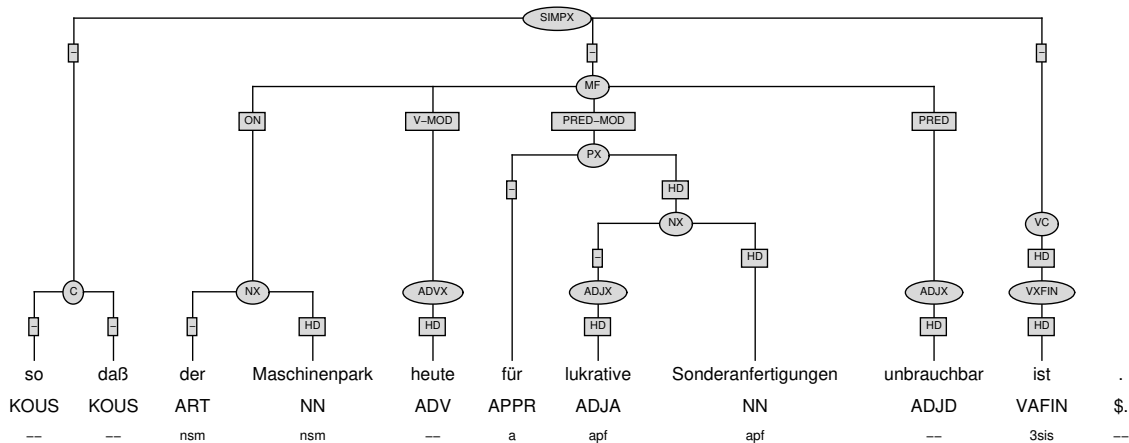 SIMPX
– – –
MF
ON V–MOD PRED–MOD PRED
PX
– HD
NX VC
– HD HD
C NX ADVX ADJX ADJX VXFIN
– – – HD HD HD HD HD
so daß der Maschinenpark heute für lukrative Sonderanfertigungen unbrauchbar ist .
KOUS KOUS ART NN ADV APPR ADJA NN ADJD VAFIN $.
–– –– nsm nsm –– a apf apf –– 3sis ––